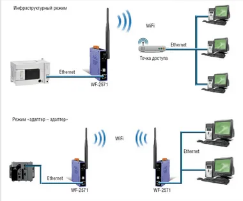 Инфраструктурный режим
WiFi
Ethernet
Точка доступа
Ethernet
WF-2571
Режим «адаптер – адаптер»
WiFi
Ethernet
Ethernet
WF-2571
WF-2571